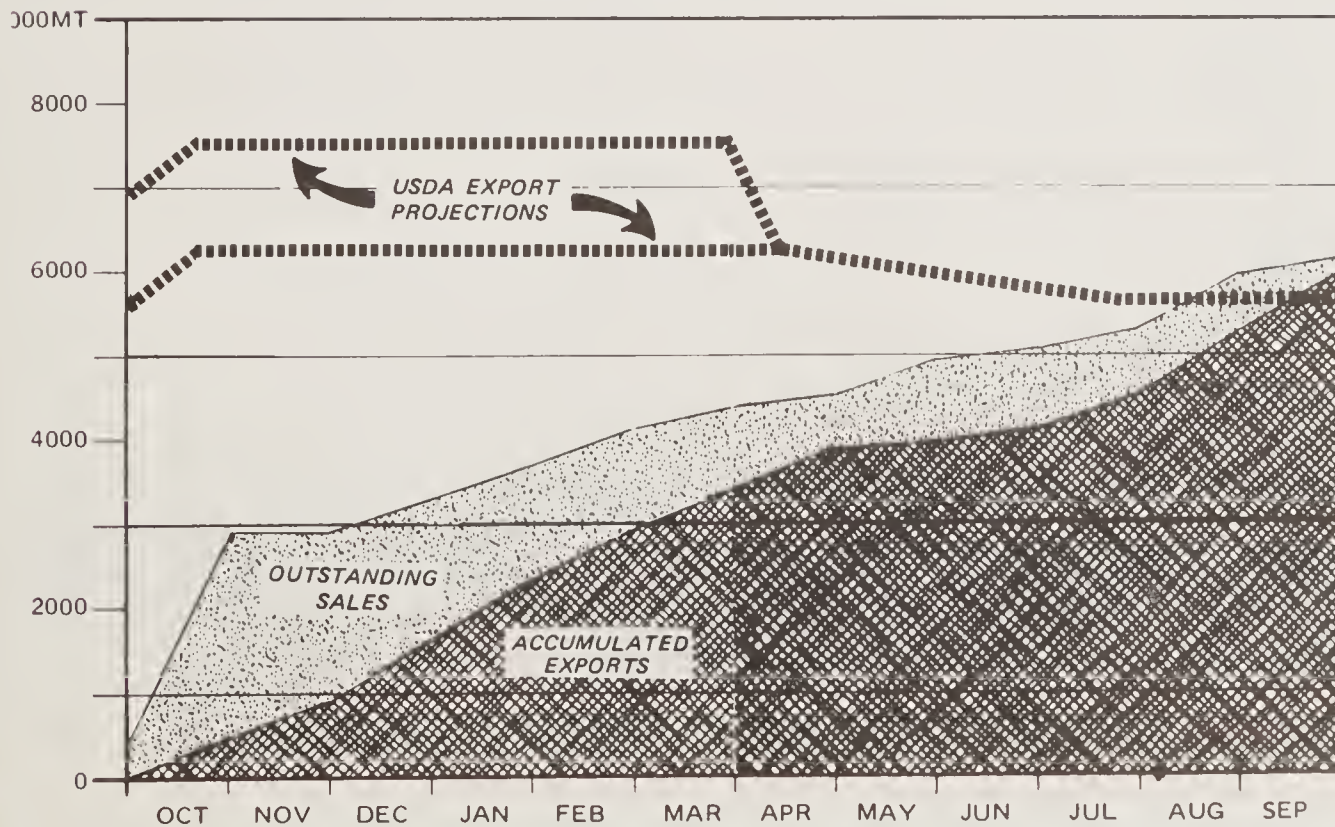 000MT
8000
USDA EXPORT
PROJECTIONS
6000
4000
OUTSTANDING
SALES
2000
ACCUMULATED
EXPORTS
0
OCT NOV DEC JAN FEB MAR APR MAY JUN JUL AUG SEP